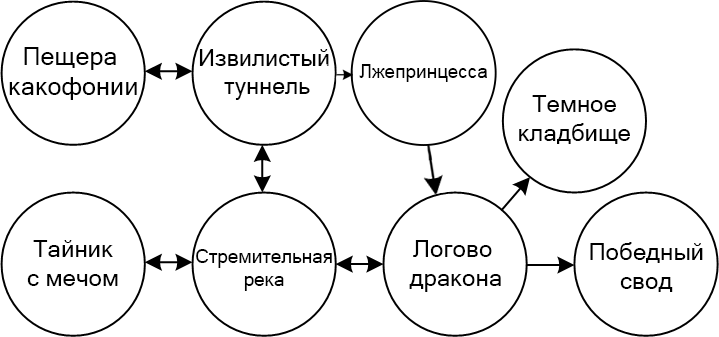 Пещера
какофонии
Извилистый
туннель
Лжепринцесса
Темное
кладбище
Тайник
с мечом
Стремительная
река
Логово
дракона
Победный
свод